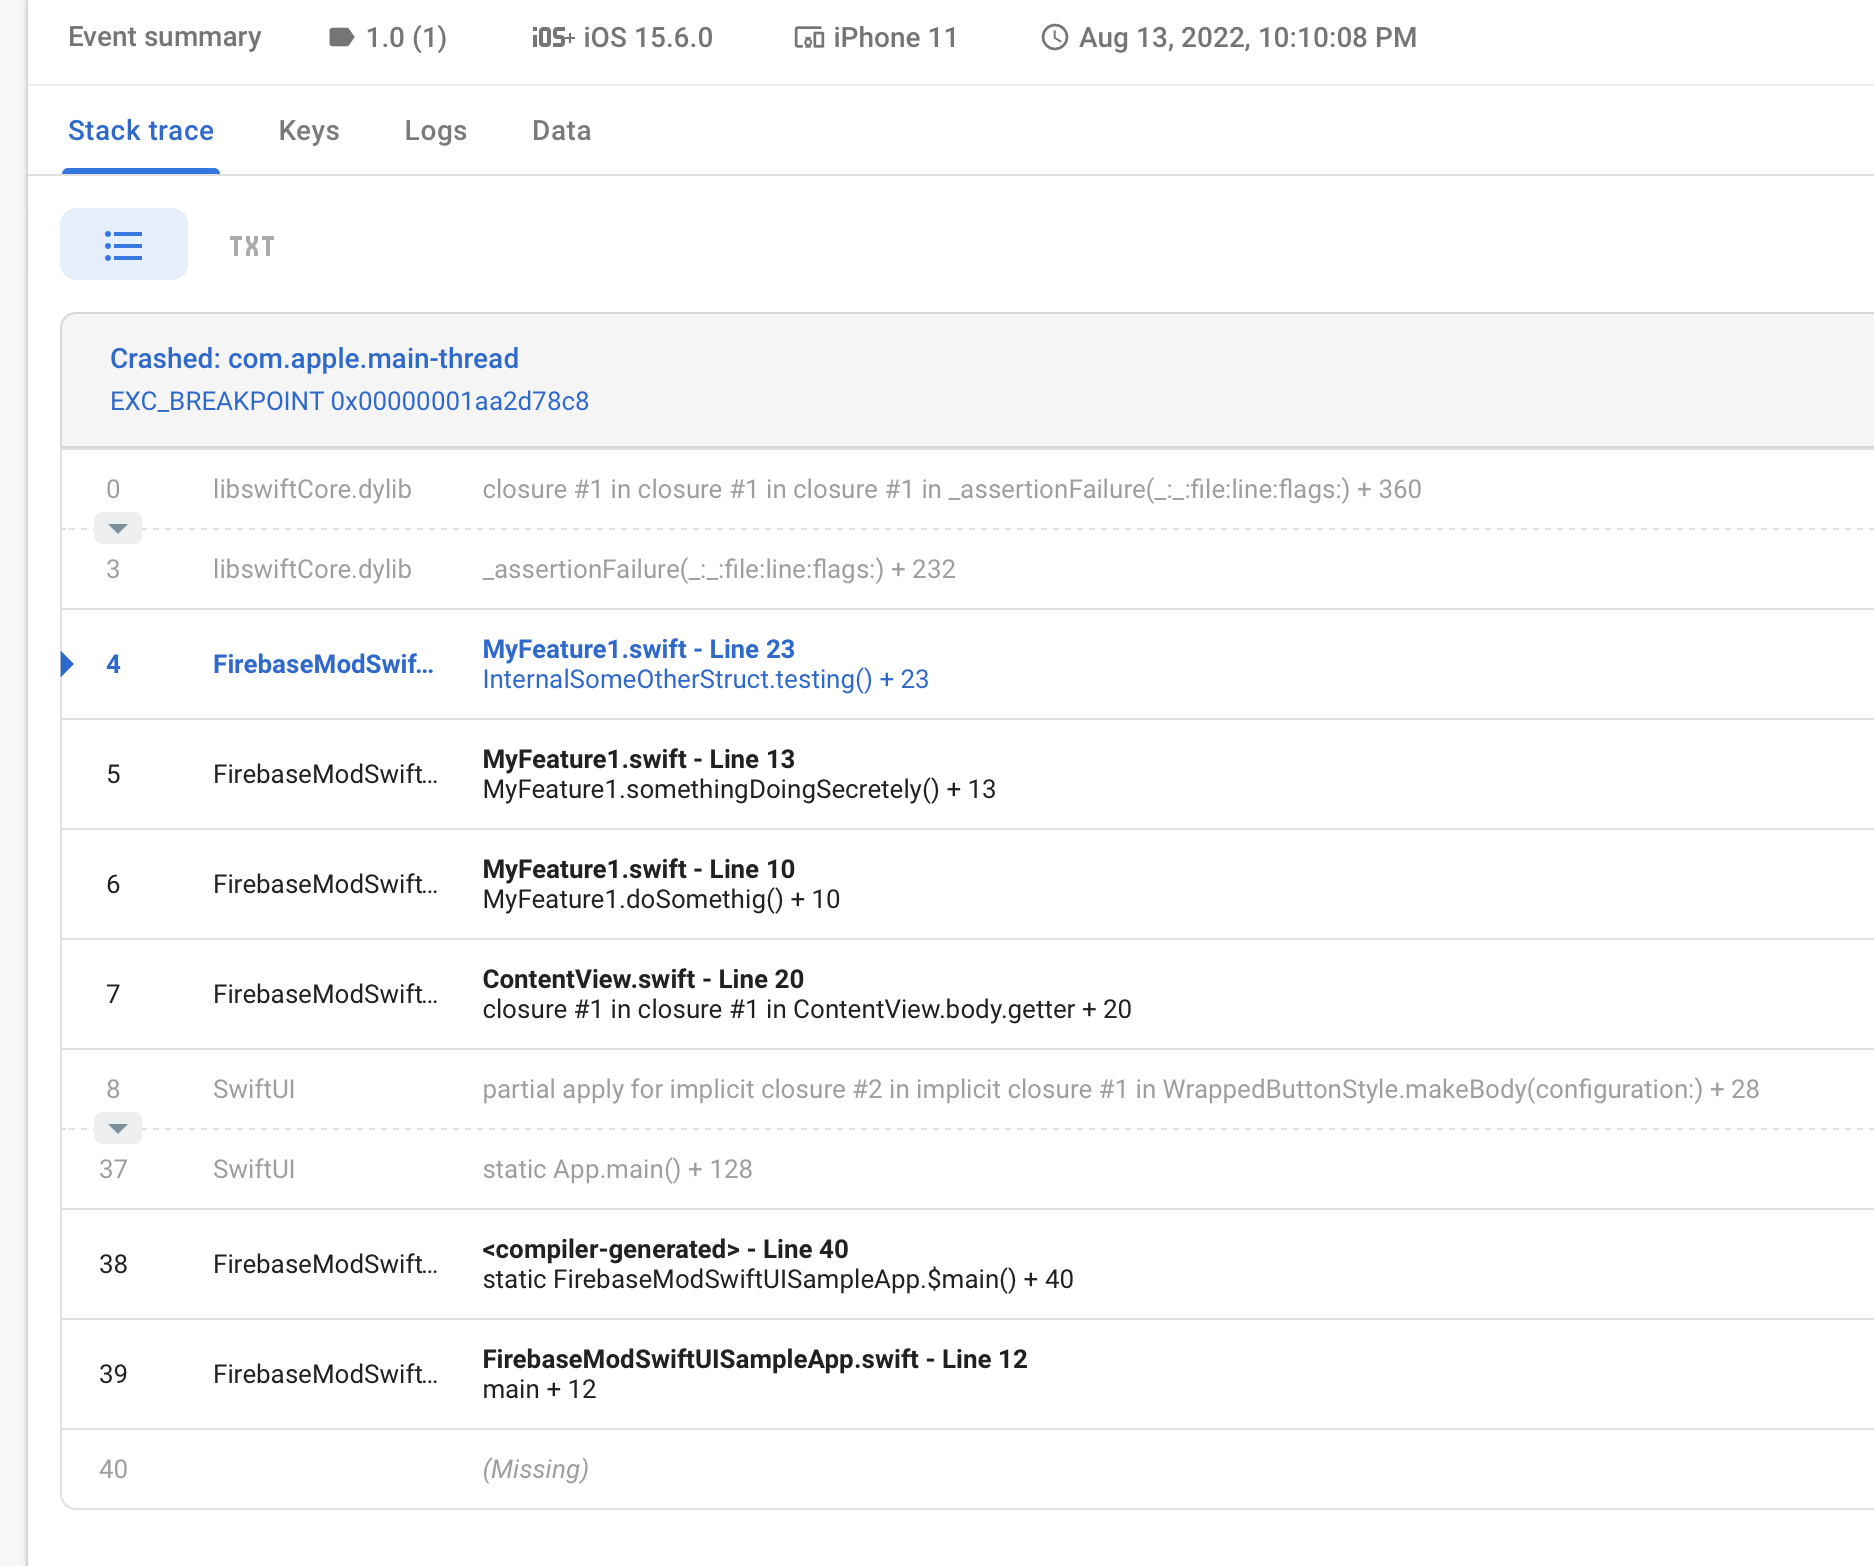 Event summary 1.0 (1) iOS+ iOS 15.6.0 iPhone 11 Aug 13, 2022, 10:10:08 PM
Stack trace Keys Logs Data
TXT
Crashed: com.apple.main-thread
EXC_BREAKPOINT 0x00000001aa2d78c8
0 libswiftCore.dylib closure #1 in closure #1 in closure #1 in _assertionFailure(_:_:file:line:flags:) + 360
3 libswiftCore.dylib _assertionFailure(_:_:file:line:flags:) + 232
4 FirebaseModSwif... MyFeature1.swift - Line 23
InternalSomeOtherStruct.testing() + 23
5 FirebaseModSwift... MyFeature1.swift - Line 13
MyFeature1.somethingDoingSecretely() + 13
6 FirebaseModSwift... MyFeature1.swift - Line 10
MyFeature1.doSomethig() + 10
7 FirebaseModSwift... ContentView.swift - Line 20
closure #1 in closure #1 in ContentView.body.getter + 20
8 SwiftUI partial apply for implicit closure #2 in implicit closure #1 in WrappedButtonStyle.makeBody(configuration:) + 28
37 SwiftUI static App.main() + 128
38 FirebaseModSwift... <compiler-generated> - Line 40
static FirebaseModSwiftUISampleApp.$main() + 40
39 FirebaseModSwift... FirebaseModSwiftUISampleApp.swift - Line 12
main + 12
40 (Missing)